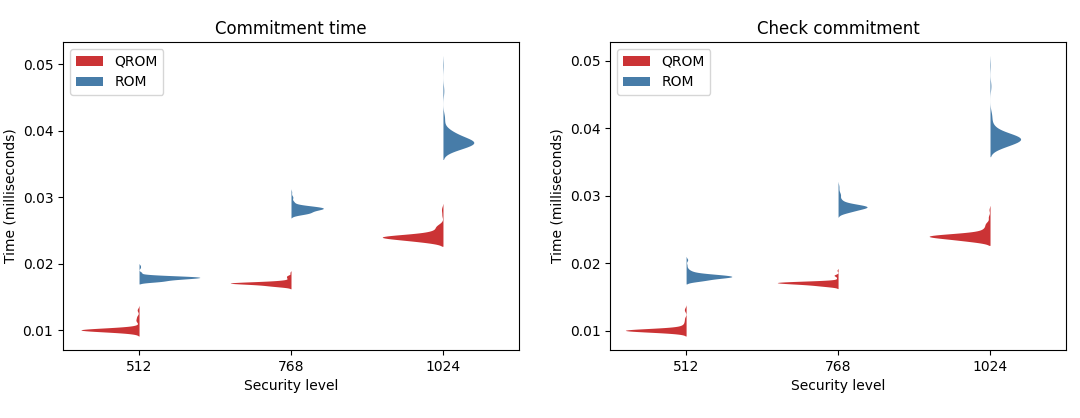 Commitment time
QROM
ROM
0.05
0.04
0.03
0.02
0.01
Time (milliseconds)
512 768 1024
Security level
Check commitment
QROM
ROM
0.05
0.04
0.03
0.02
0.01
Time (milliseconds)
512 768 1024
Security level